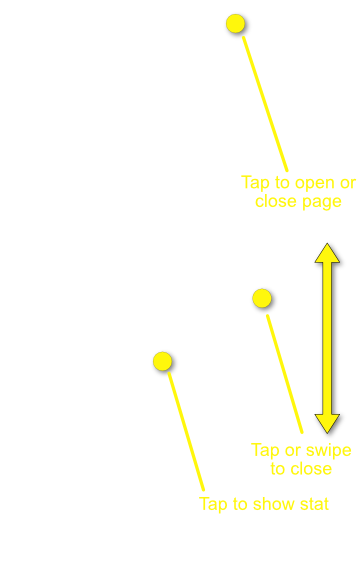 Tap to open or
close page
Tap or swipe
to close
Tap to show stat